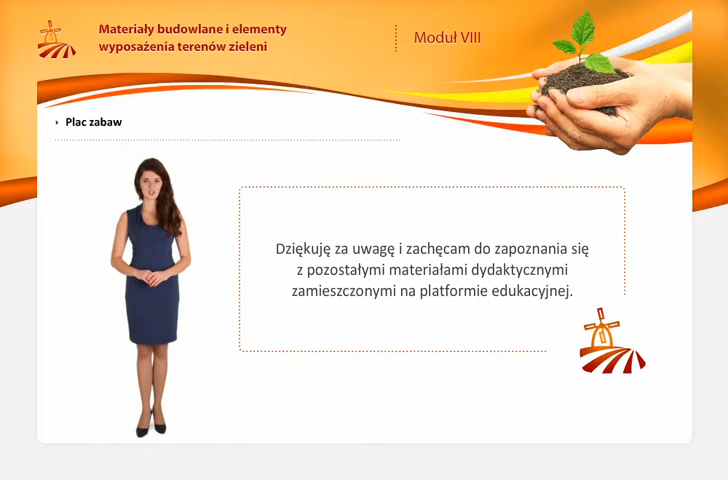 Materiały budowlane i elementy
wyposażenia terenów zieleni
Moduł VIII
Plac zabaw
Dziękuję za uwagę i zachęcam do zapoznania się
z pozostałymi materiałami dydaktycznymi
zamieszczonymi na platformie edukacyjnej.